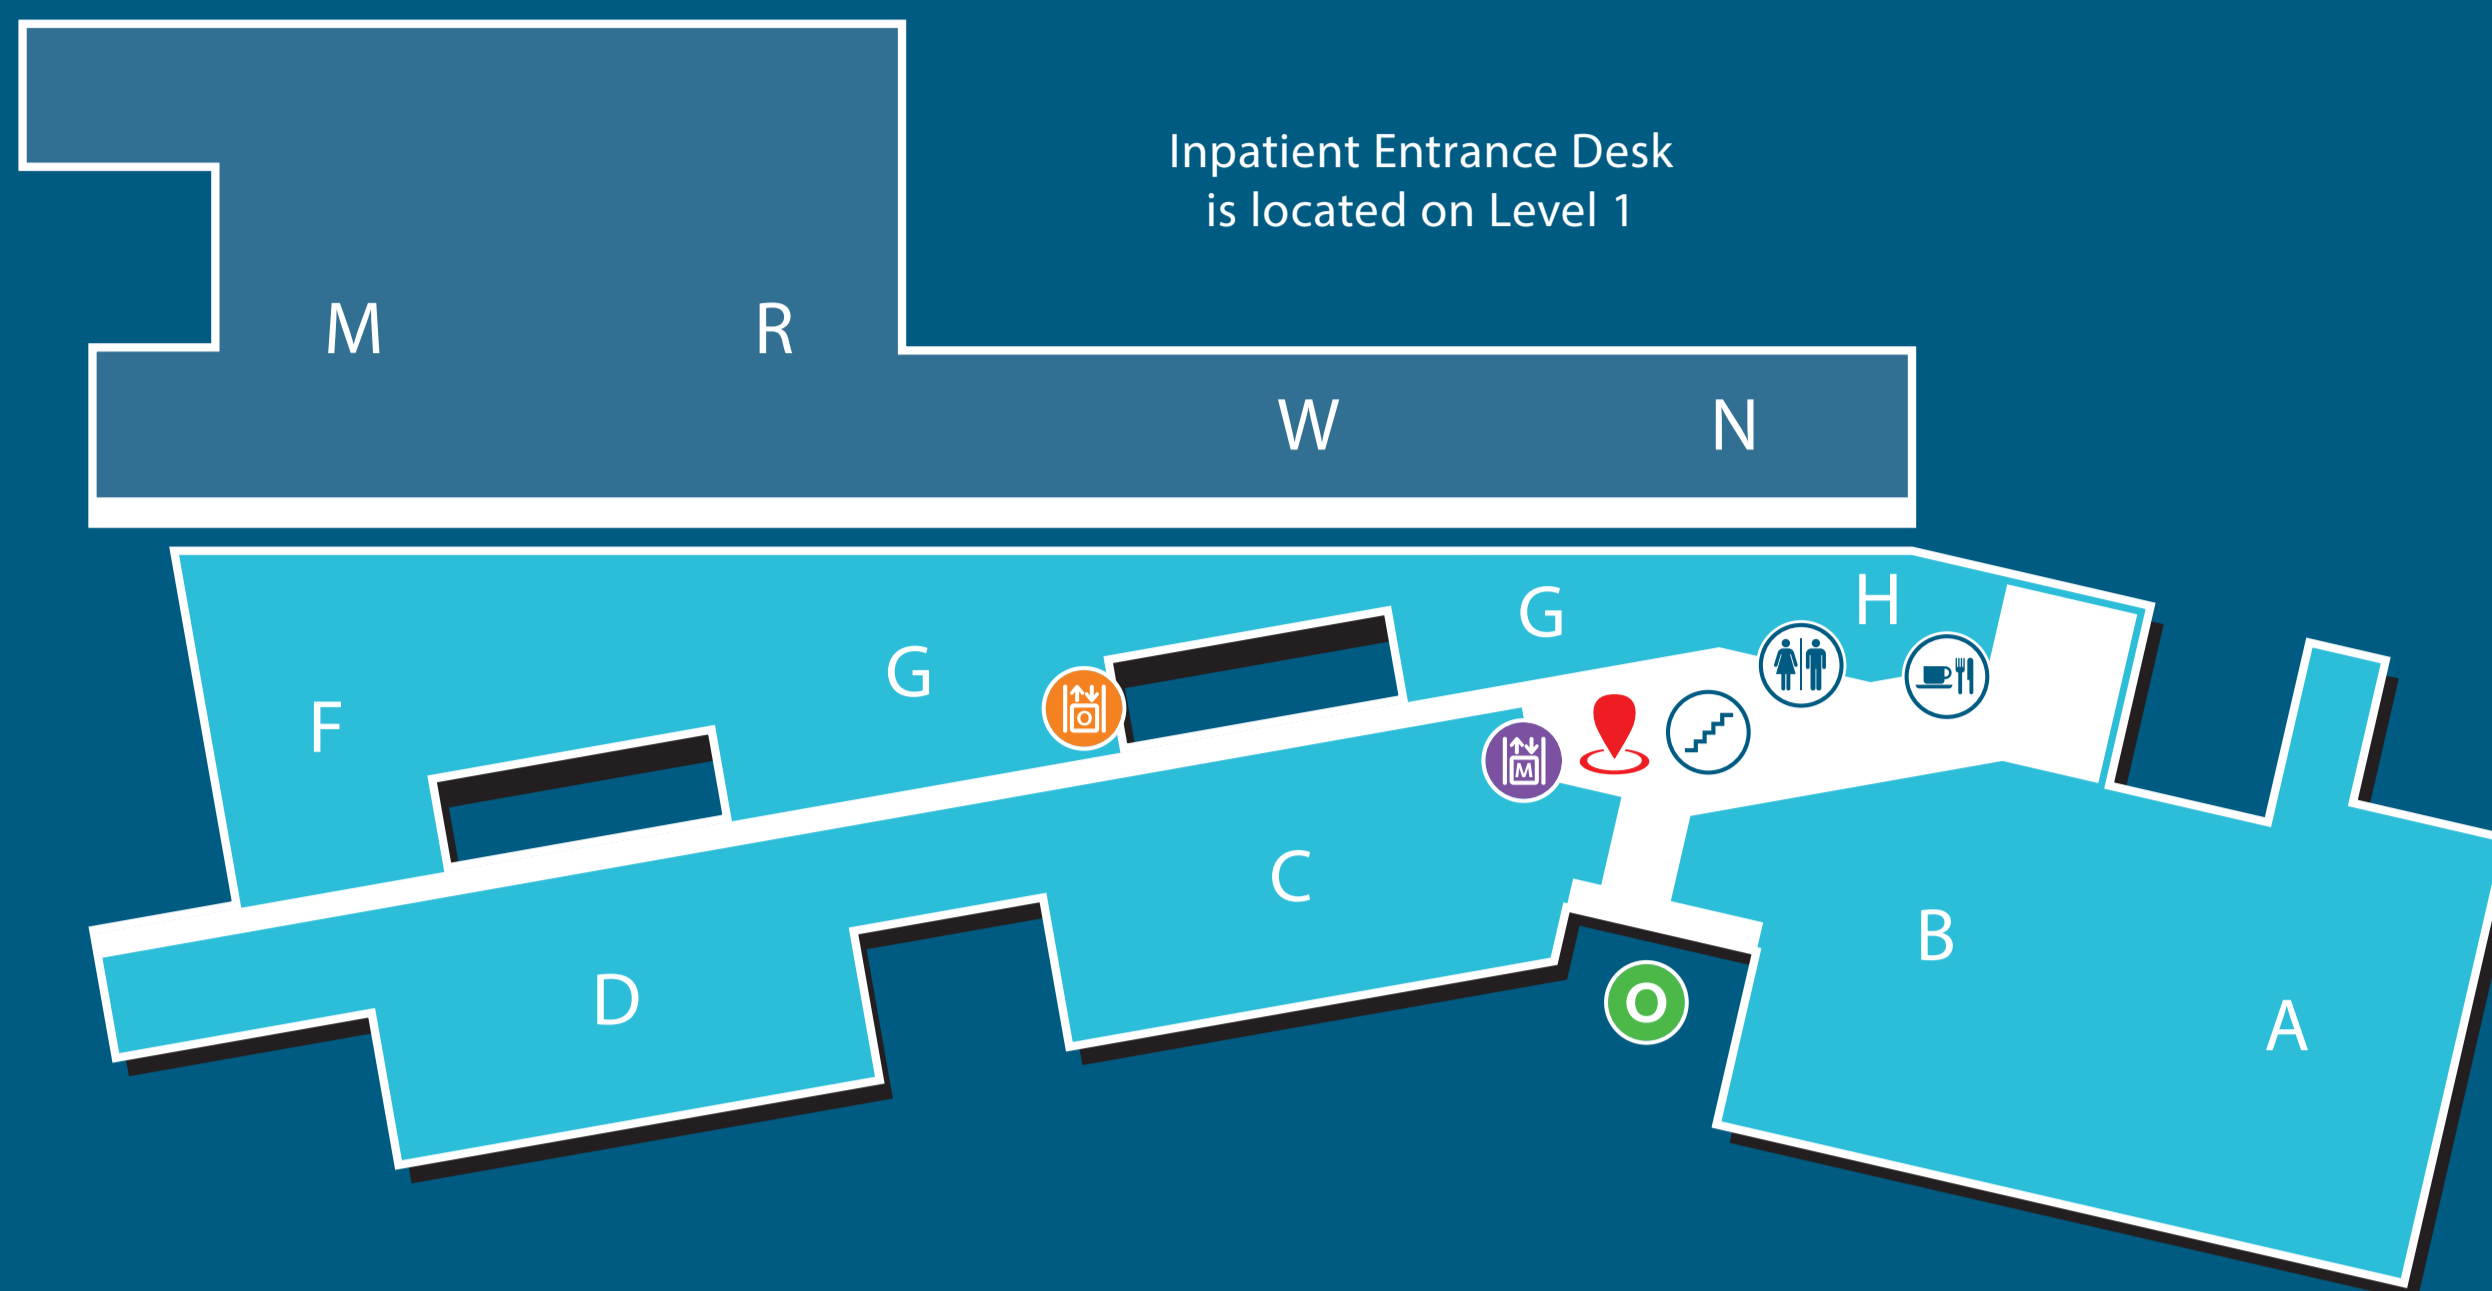 Inpatient Entrance Desk
is located on Level 1
M
R
W
N
G
H
G
F
O
M
C
B
D
O
A